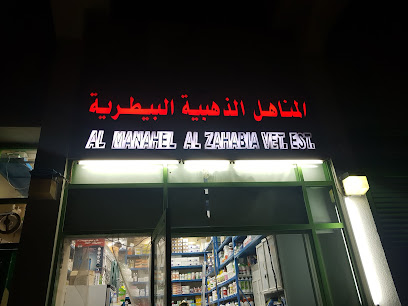 المناهل الذهبية البيطرية
AL MANAHEL AL ZAHABIA VET. EST.